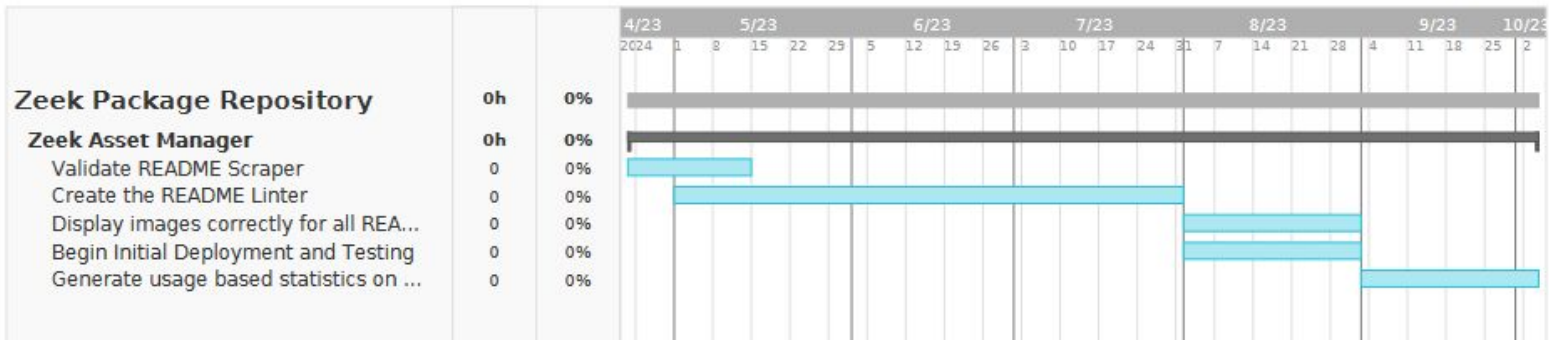 4/23 5/23 6/23 7/23 8/23 9/23 10/23
20 24 1 8 15 22 29 5 12 19 26 3 10 17 24 31 7 14 21 28 4 11 18 25 2
Zeek Package Repository 0h 0%
Zeek Asset Manager 0h 0%
Validate README Scraper 0 0%
Create the README Linter 0 0%
Display images correctly for all REA... 0 0%
Begin Initial Deployment and Testing 0 0%
Generate usage based statistics on ... 0 0%